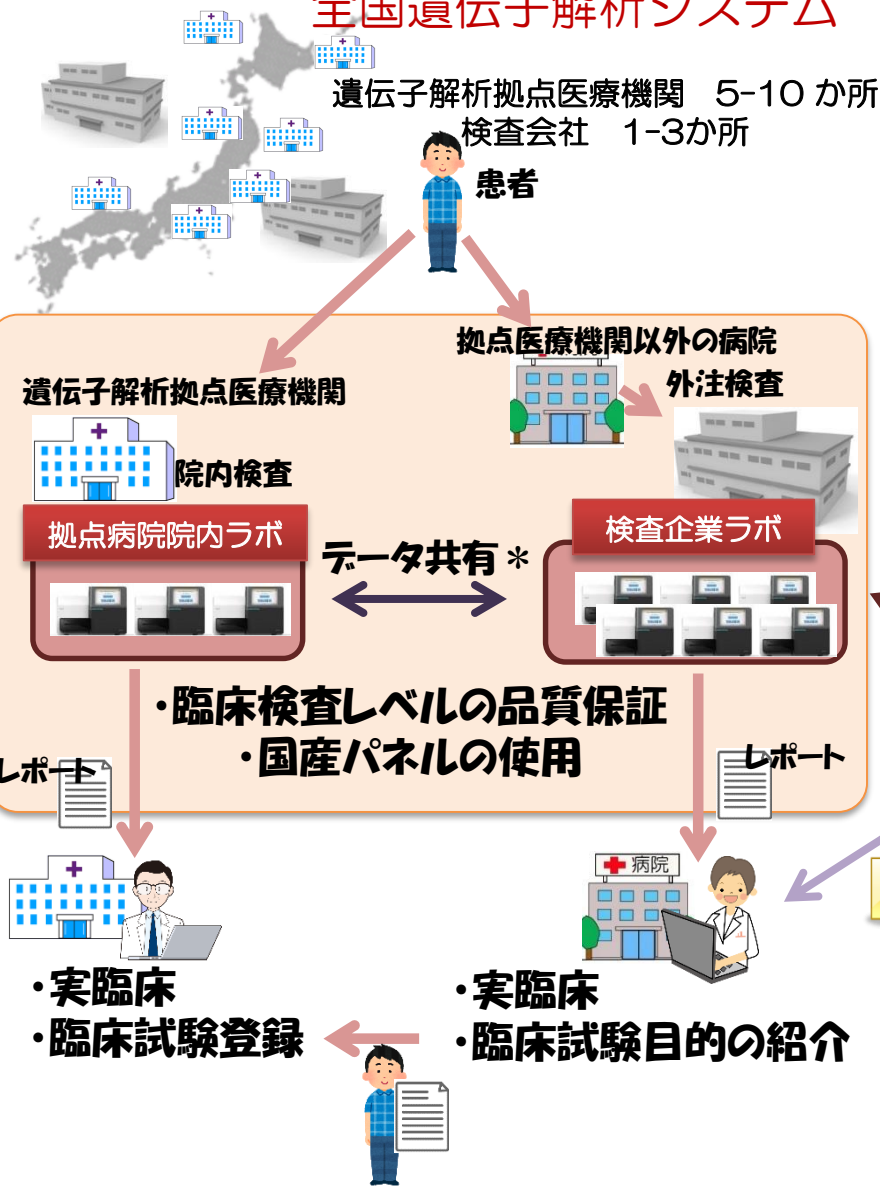 全国遺伝子解析システム
遺伝子解析拠点医療機関　5-10 か所
検査会社　1-3か所
患者
拠点医療機関以外の病院
外注検査
遺伝子解析拠点医療機関
院内検査
拠点病院院内ラボ
データ共有＊
検査企業ラボ
・臨床検査レベルの品質保証
・国産パネルの使用
レポート
レポート
病院
・実臨床
・臨床試験登録
・実臨床
・臨床試験目的の紹介